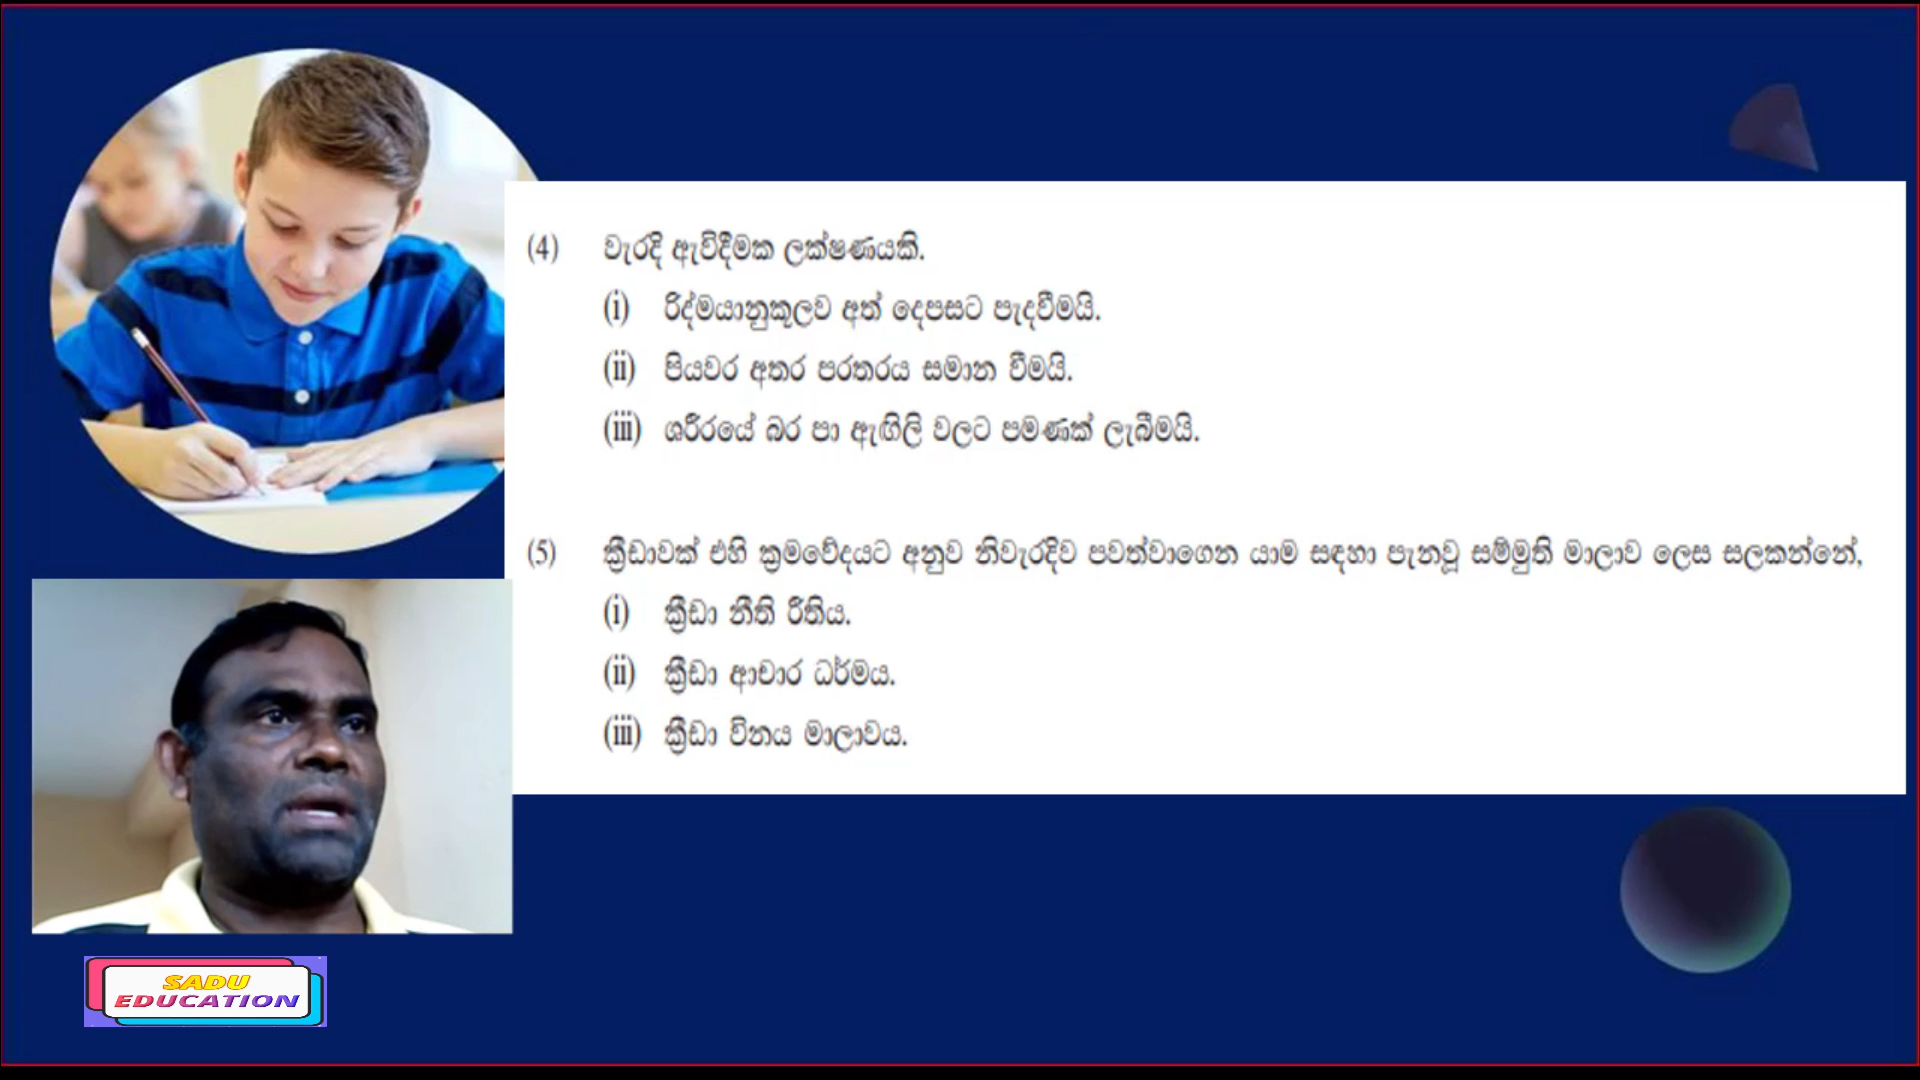 (4) වැරදි ඇවිදීමක ලක්ෂණයකි.
(i) රිද්මයානුකූලව අත් දෙපසට පැදවීමයි.
(ii) පියවර අතර පරතරය සමාන වීමයි.
(iii) ශරීරයේ බර පා ඇඟිලි වලට පමණක් ලැබීමයි.
(5) ක්‍රීඩාවක් එහි ක්‍රමවේදයට අනුව නිවැරදිව පවත්වාගෙන යාම සඳහා පැනවූ සම්මුති මාලාව ලෙස සලකන්නේ,
(i) ක්‍රීඩා නීති රීතිය.
(ii) ක්‍රීඩා ආචාර ධර්මය.
(iii) ක්‍රීඩා විනය මාලාවය.
SADU
EDUCATION